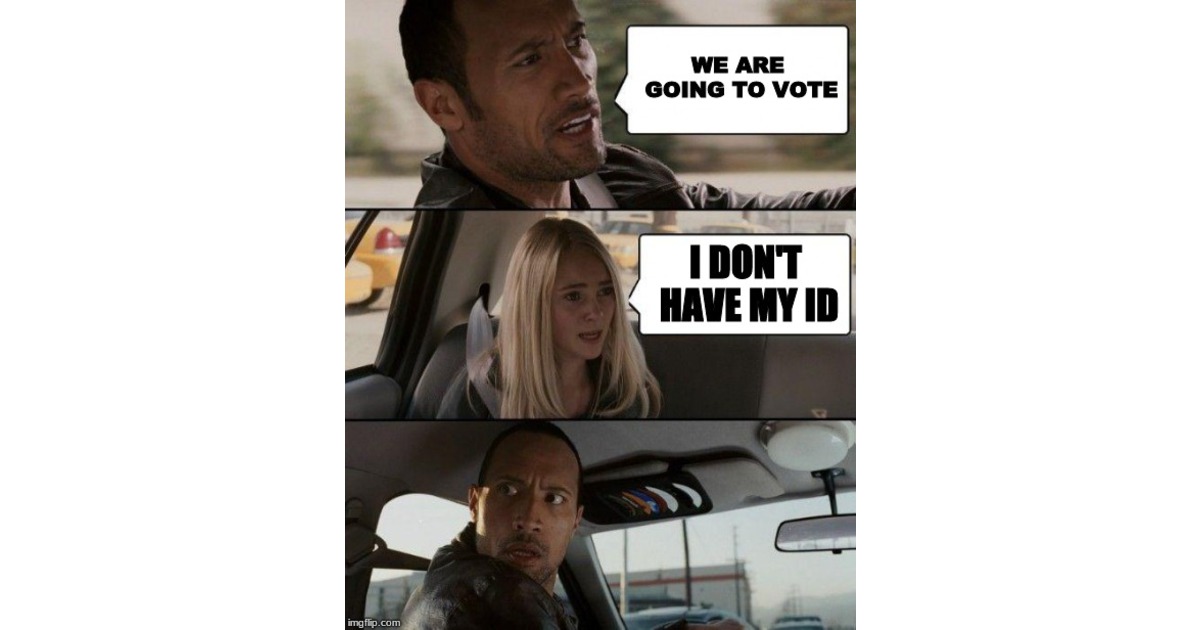 WE ARE
GOING TO VOTE
I DON'T
HAVE MY ID
imgflip.com